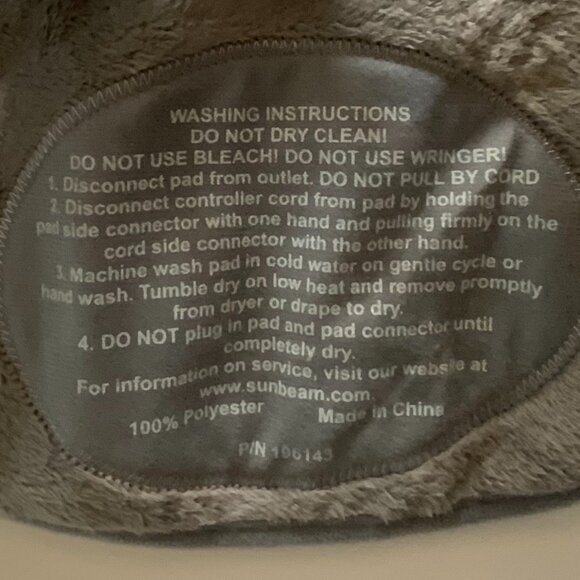 WASHING INSTRUCTIONS
DO NOT DRY CLEAN!
DO NOT USE BLEACH! DO NOT USE WRINGER!
1. Disconnect pad from outlet. DO NOT PULL BY CORD
2. Disconnect controller cord from pad by holding the
pad side connector with one hand and pulling firmly on the
cord side connector with the other hand.
3. Machine wash pad in cold water on gentle cycle or
hand wash. Tumble dry on low heat and remove promptly
from dryer or drape to dry.
4. DO NOT plug in pad and pad connector until
completely dry.
For information on service, visit our website at
www.sunbeam.com.
100% Polyester Made in China
P/N 196143